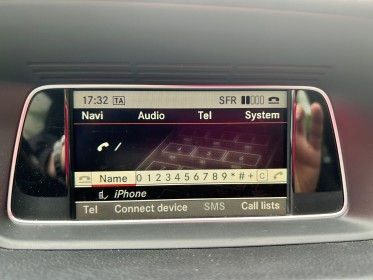 17:32 TA SFR
Navi Audio Tel System
Name 0 1 2 3 4 5 6 7 8 9 * # + C
iPhone
Tel Connect device SMS Call lists